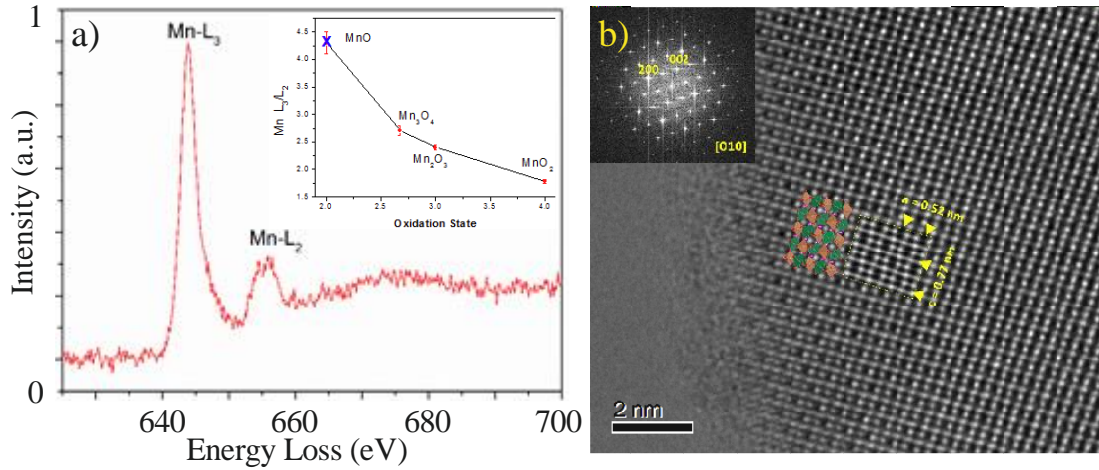 a)
1
Intensity (a.u.)
0
Mn-L3
Mn-L2
640
660
680
700
Energy Loss (eV)
Mn L3/L2
4.5
4.0
3.5
3.0
2.5
2.0
1.5
MnO
Mn3O4
Mn2O3
MnO2
2.0
2.5
3.0
3.5
4.0
Oxidation State
b)
200
002
[010]
a = 0.52 nm
c = 0.77 nm
2 nm